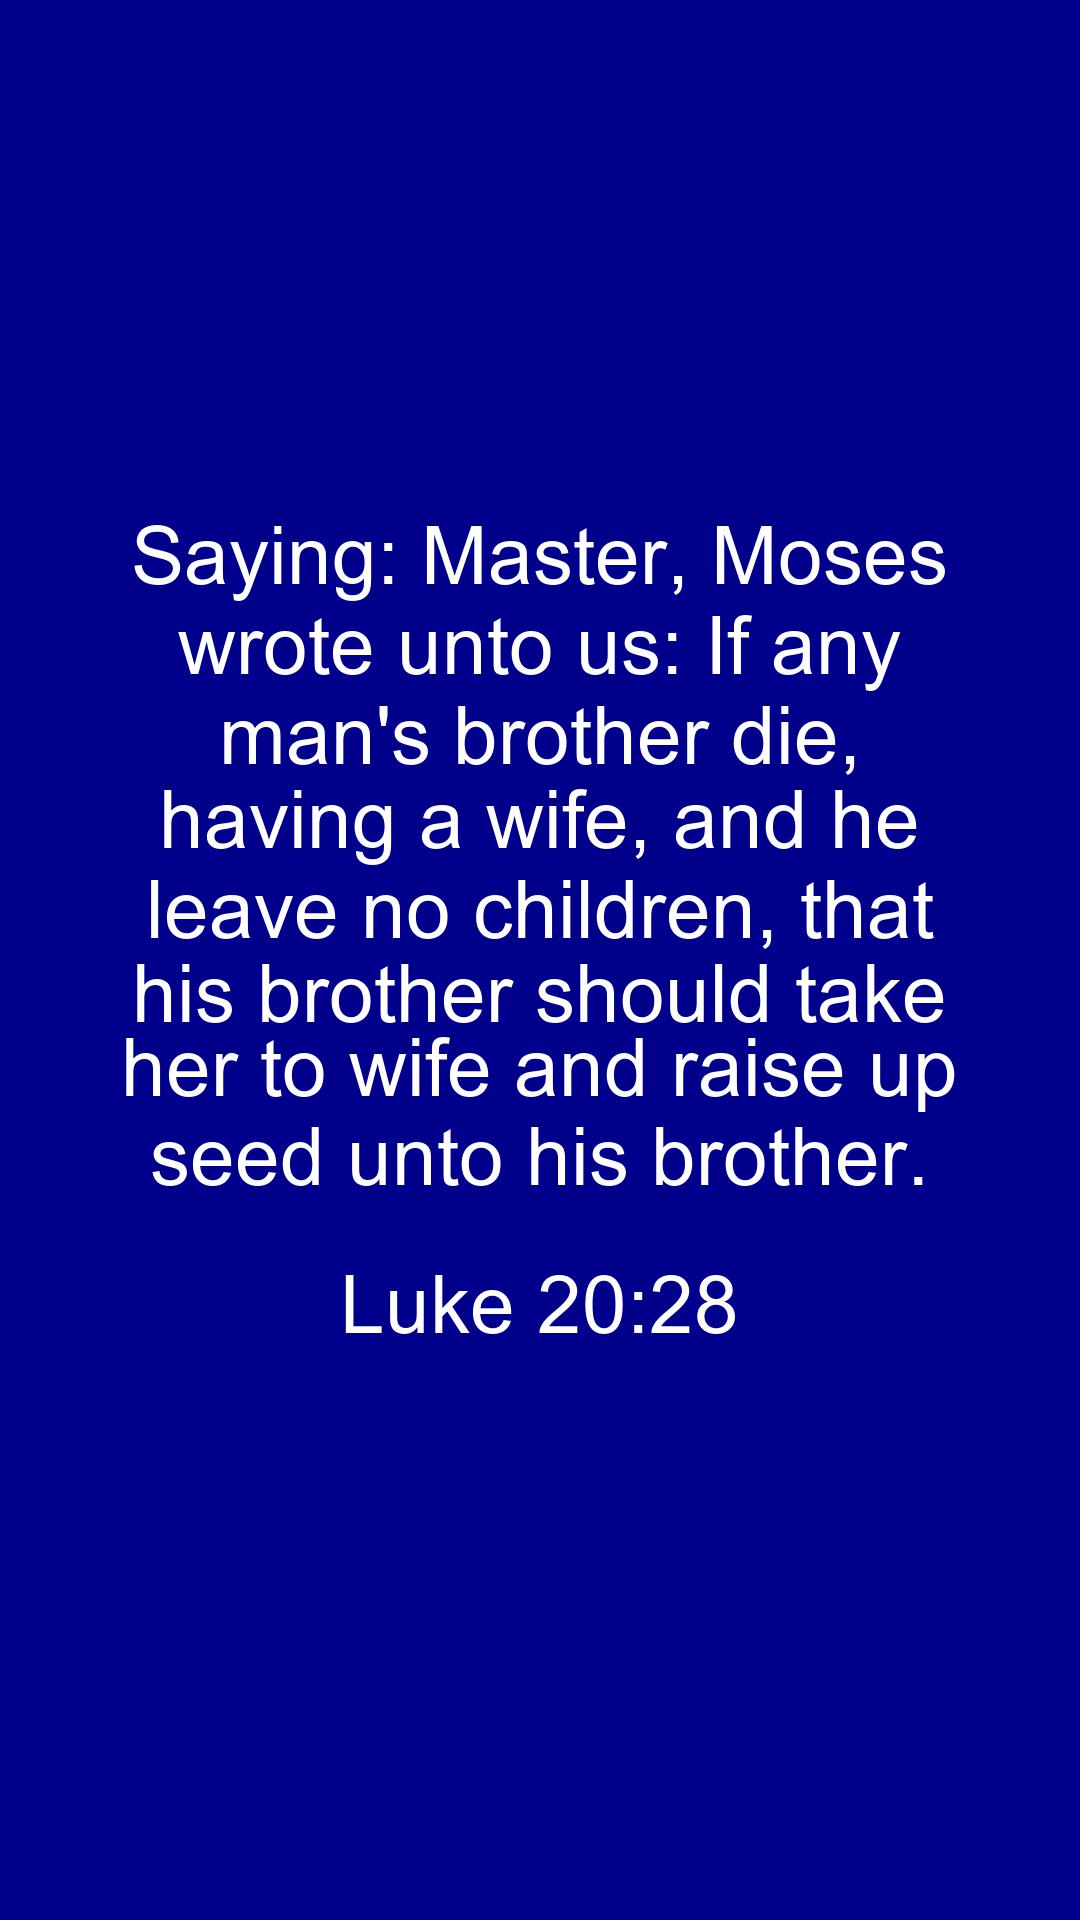 Saying: Master, Moses
wrote unto us: If any
man's brother die,
having a wife, and he
leave no children, that
his brother should take
her to wife and raise up
seed unto his brother.
Luke 20:28